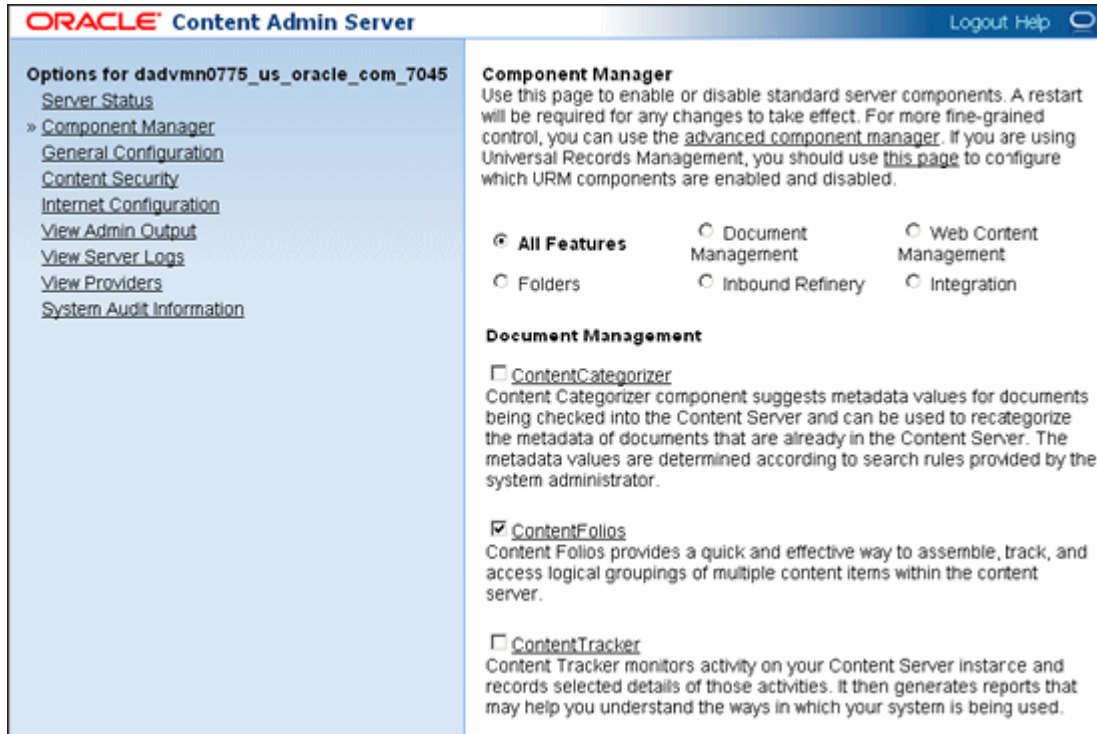 ORACLE Content Admin Server
Logout Help
Options for dadvmn0775_us_oracle_com_7045
Server Status
» Component Manager
General Configuration
Content Security
Internet Configuration
View Admin Output
View Server Logs
View Providers
System Audit Information
Component Manager
Use this page to enable or disable standard server components. A restart
will be required for any changes to take effect. For more fine-grained
control, you can use the advanced component manager. If you are using
Universal Records Management, you should use this page to configure
which URM components are enabled and disabled.
All Features
Document
Management
Web Content
Management
Folders
Inbound Refinery
Integration
Document Management
ContentCategorizer
Content Categorizer component suggests metadata values for documents
being checked into the Content Server and can be used to recategorize
the metadata of documents that are already in the Content Server. The
metadata values are determined according to search rules provided by the
system administrator.
ContentFolios
Content Folios provides a quick and effective way to assemble, track, and
access logical groupings of multiple content items within the content
server.
ContentTracker
Content Tracker monitors activity on your Content Server instance and
records selected details of those activities. It then generates reports that
may help you understand the ways in which your system is being used.